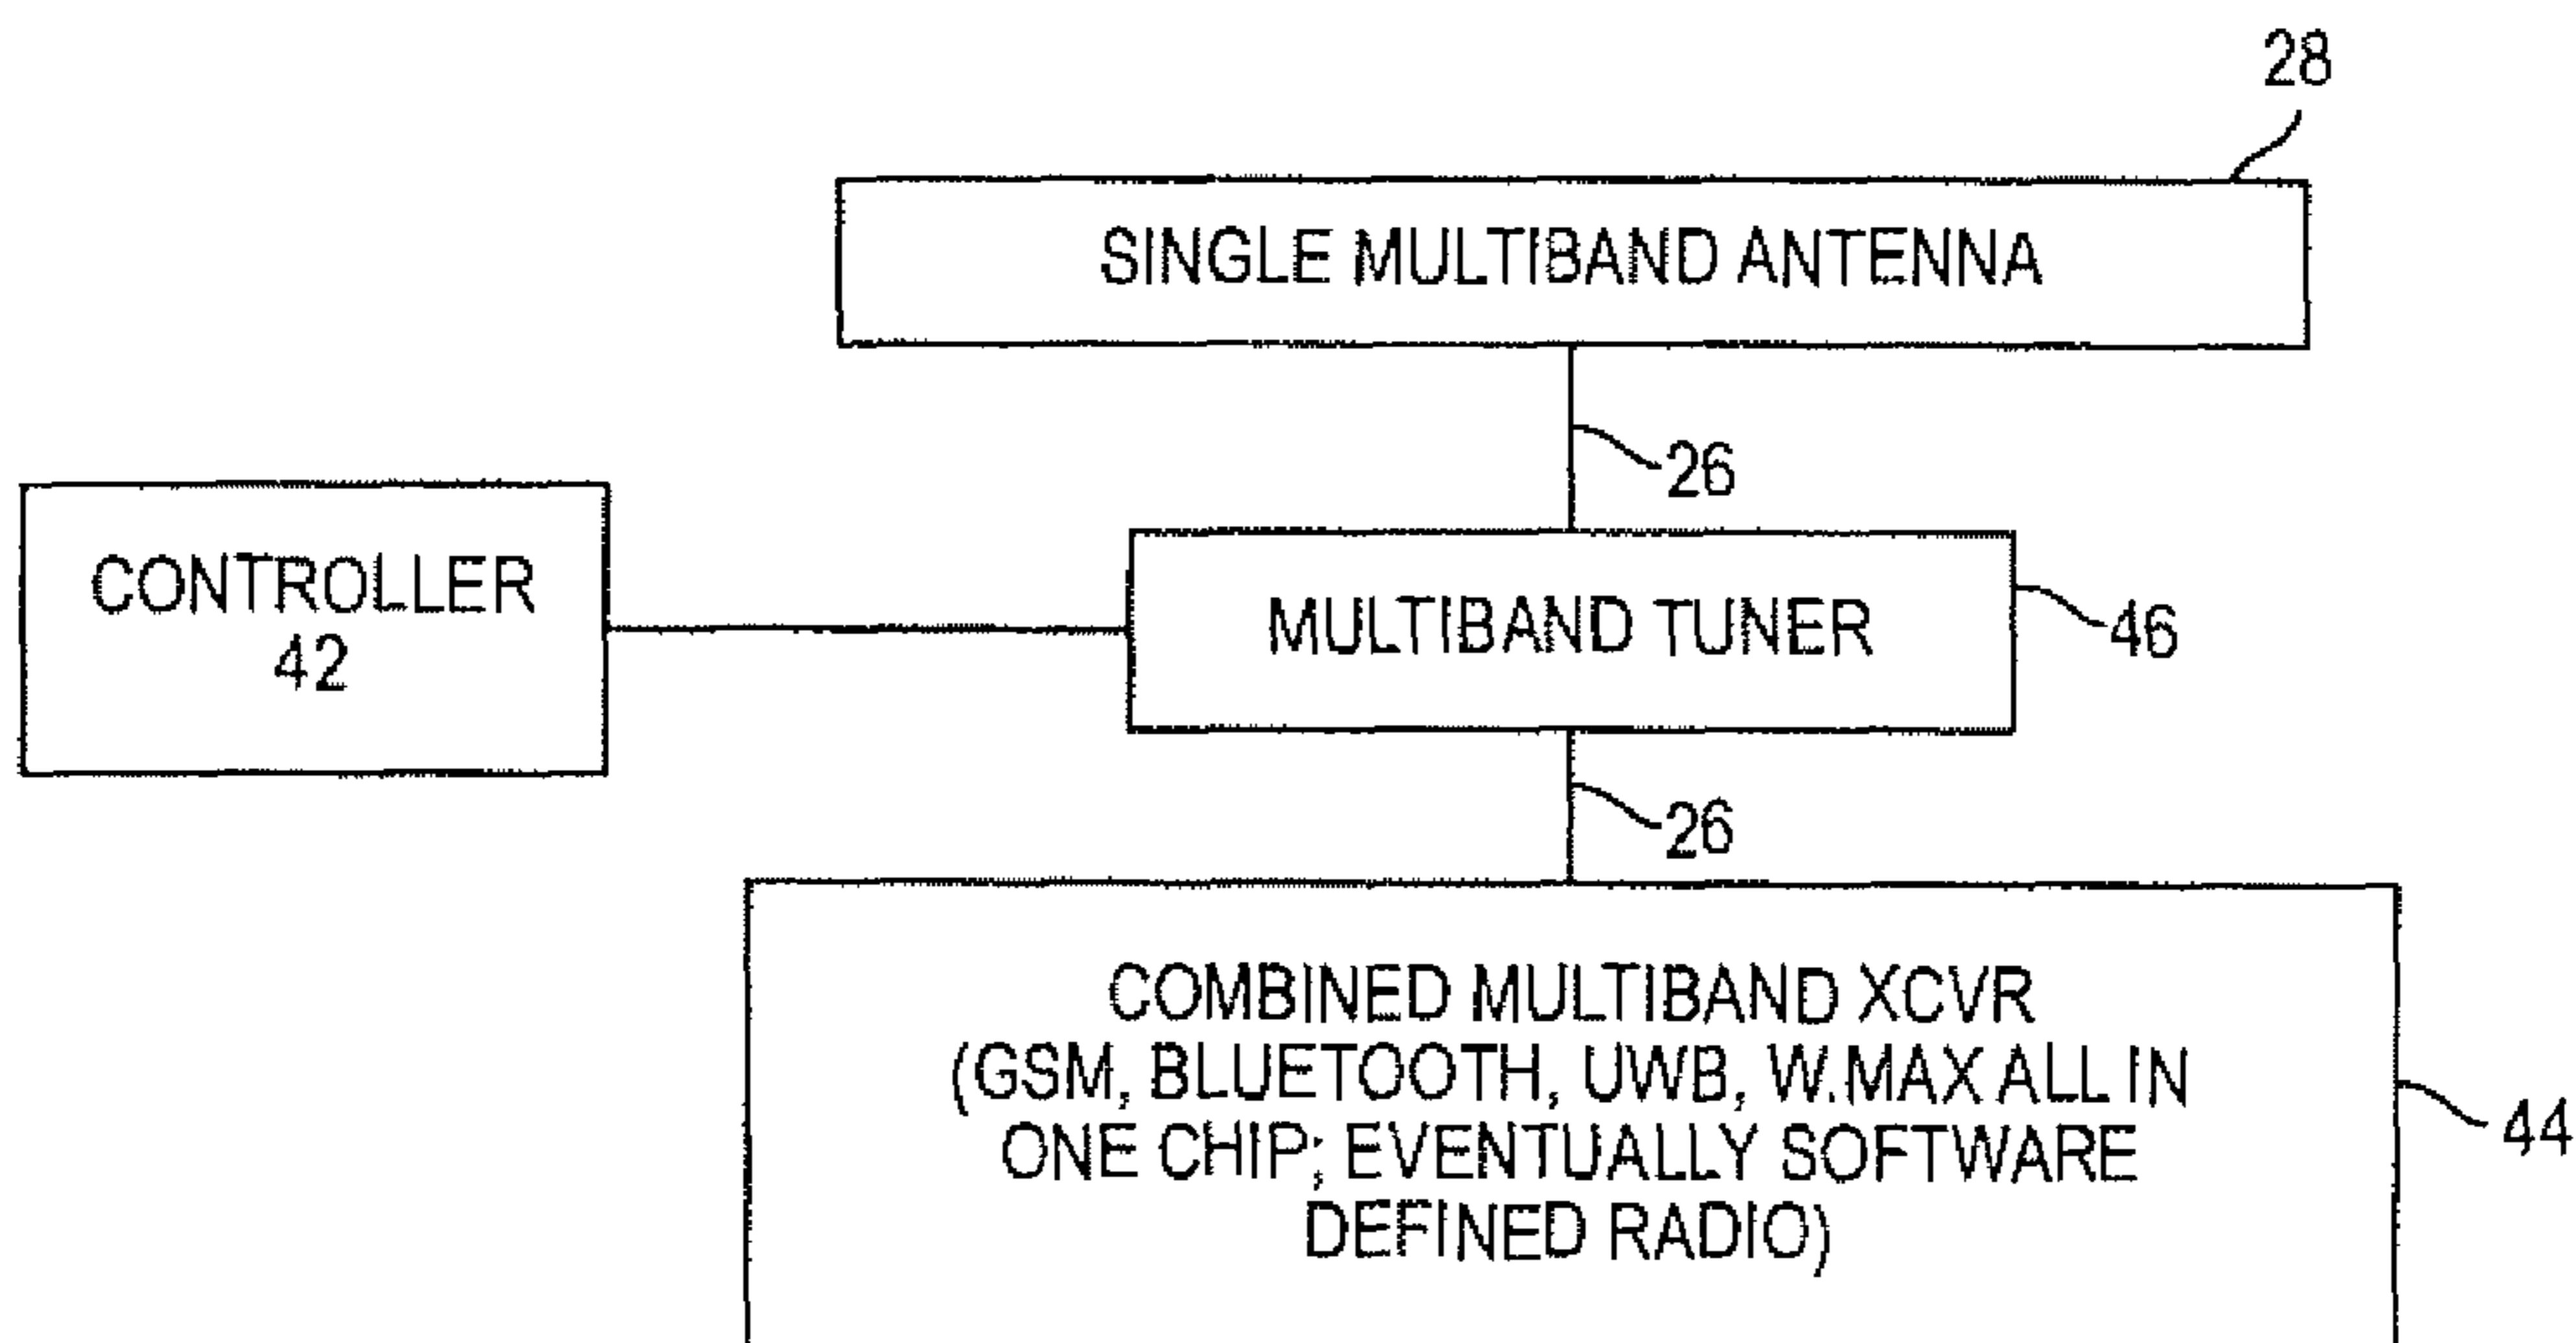 28
SINGLE MULTIBAND ANTENNA
26
CONTROLLER
42
MULTIBAND TUNER
46
26
COMBINED MULTIBAND XCVR
(GSM, BLUETOOTH, UWB, W.MAX ALL IN
ONE CHIP; EVENTUALLY SOFTWARE
DEFINED RADIO)
44